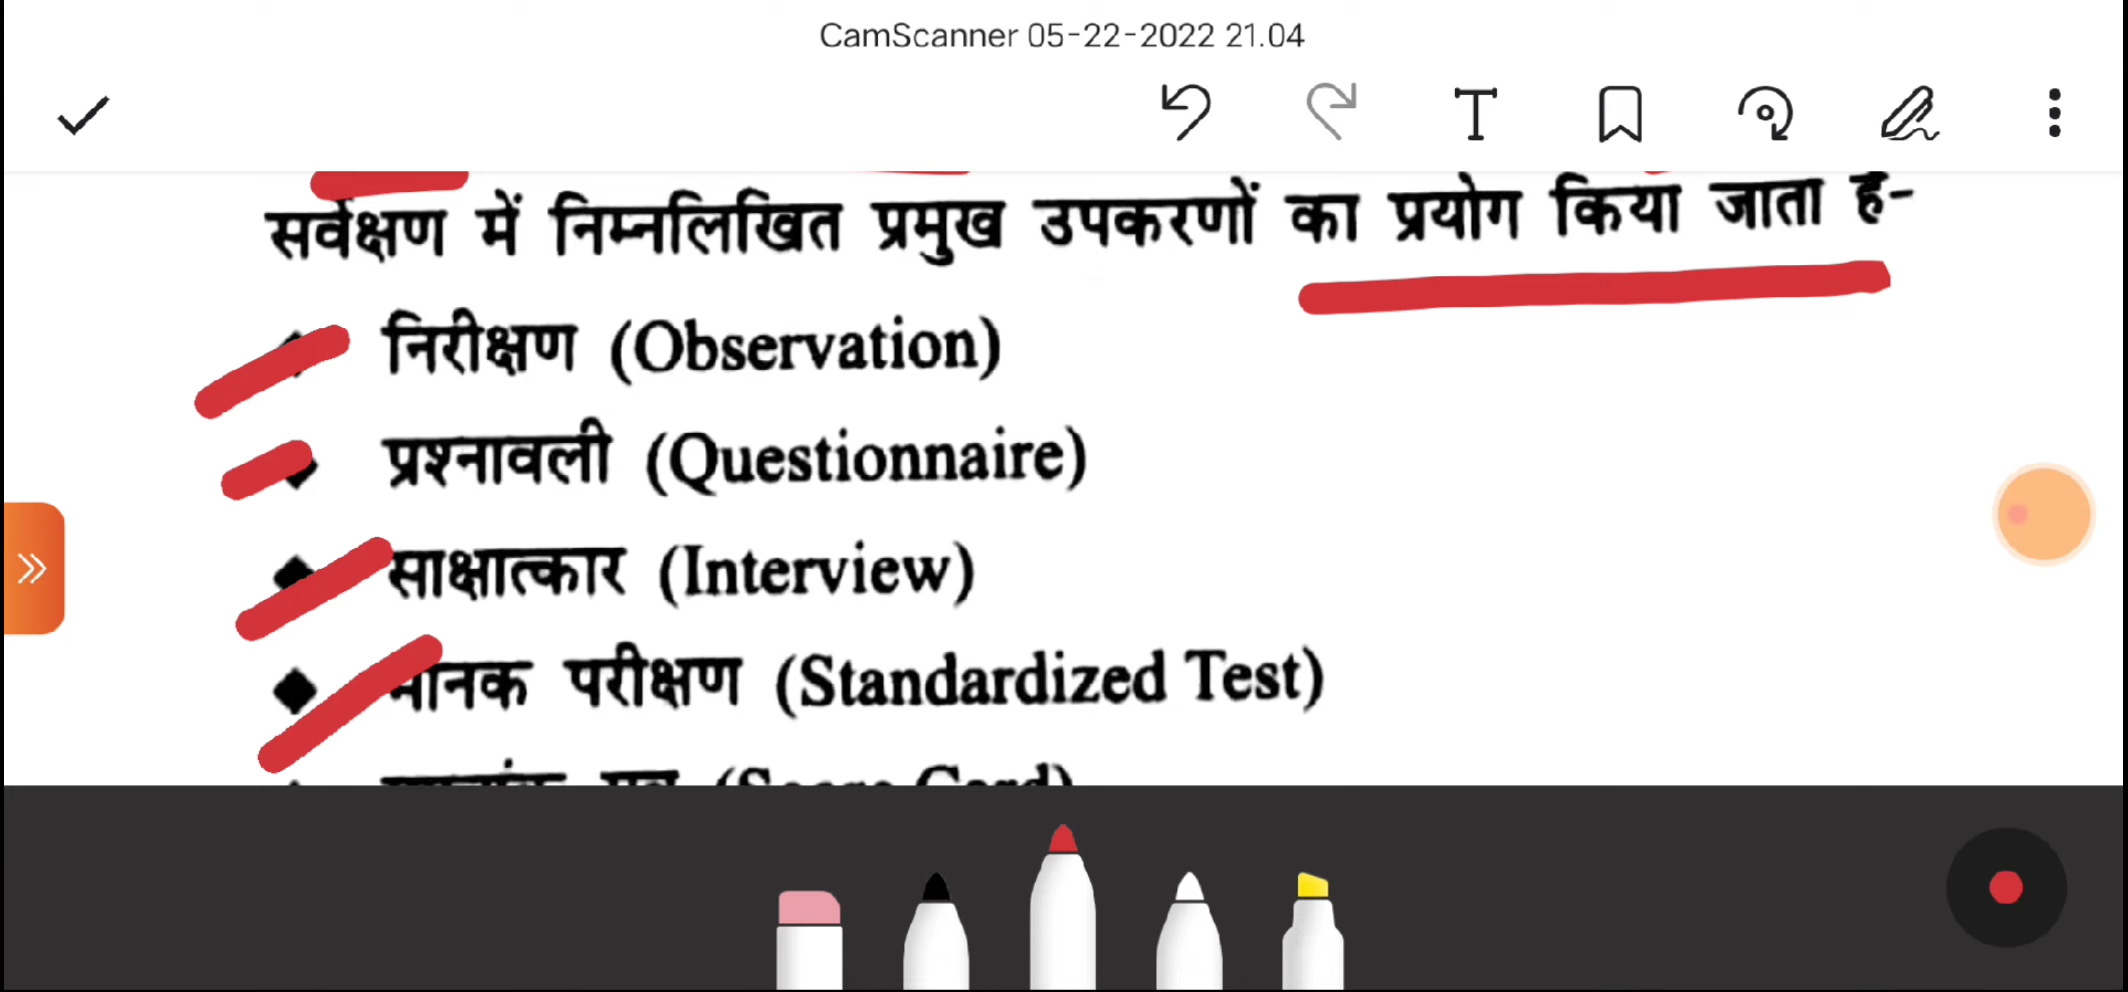 CamScanner 05-22-2022 21.04
T
सर्वेक्षण में निम्नलिखित प्रमुख उपकरणों का प्रयोग किया जाता है-
निरीक्षण (Observation)
प्रश्नावली (Questionnaire)
साक्षात्कार (Interview)
मानक परीक्षण (Standardized Test)